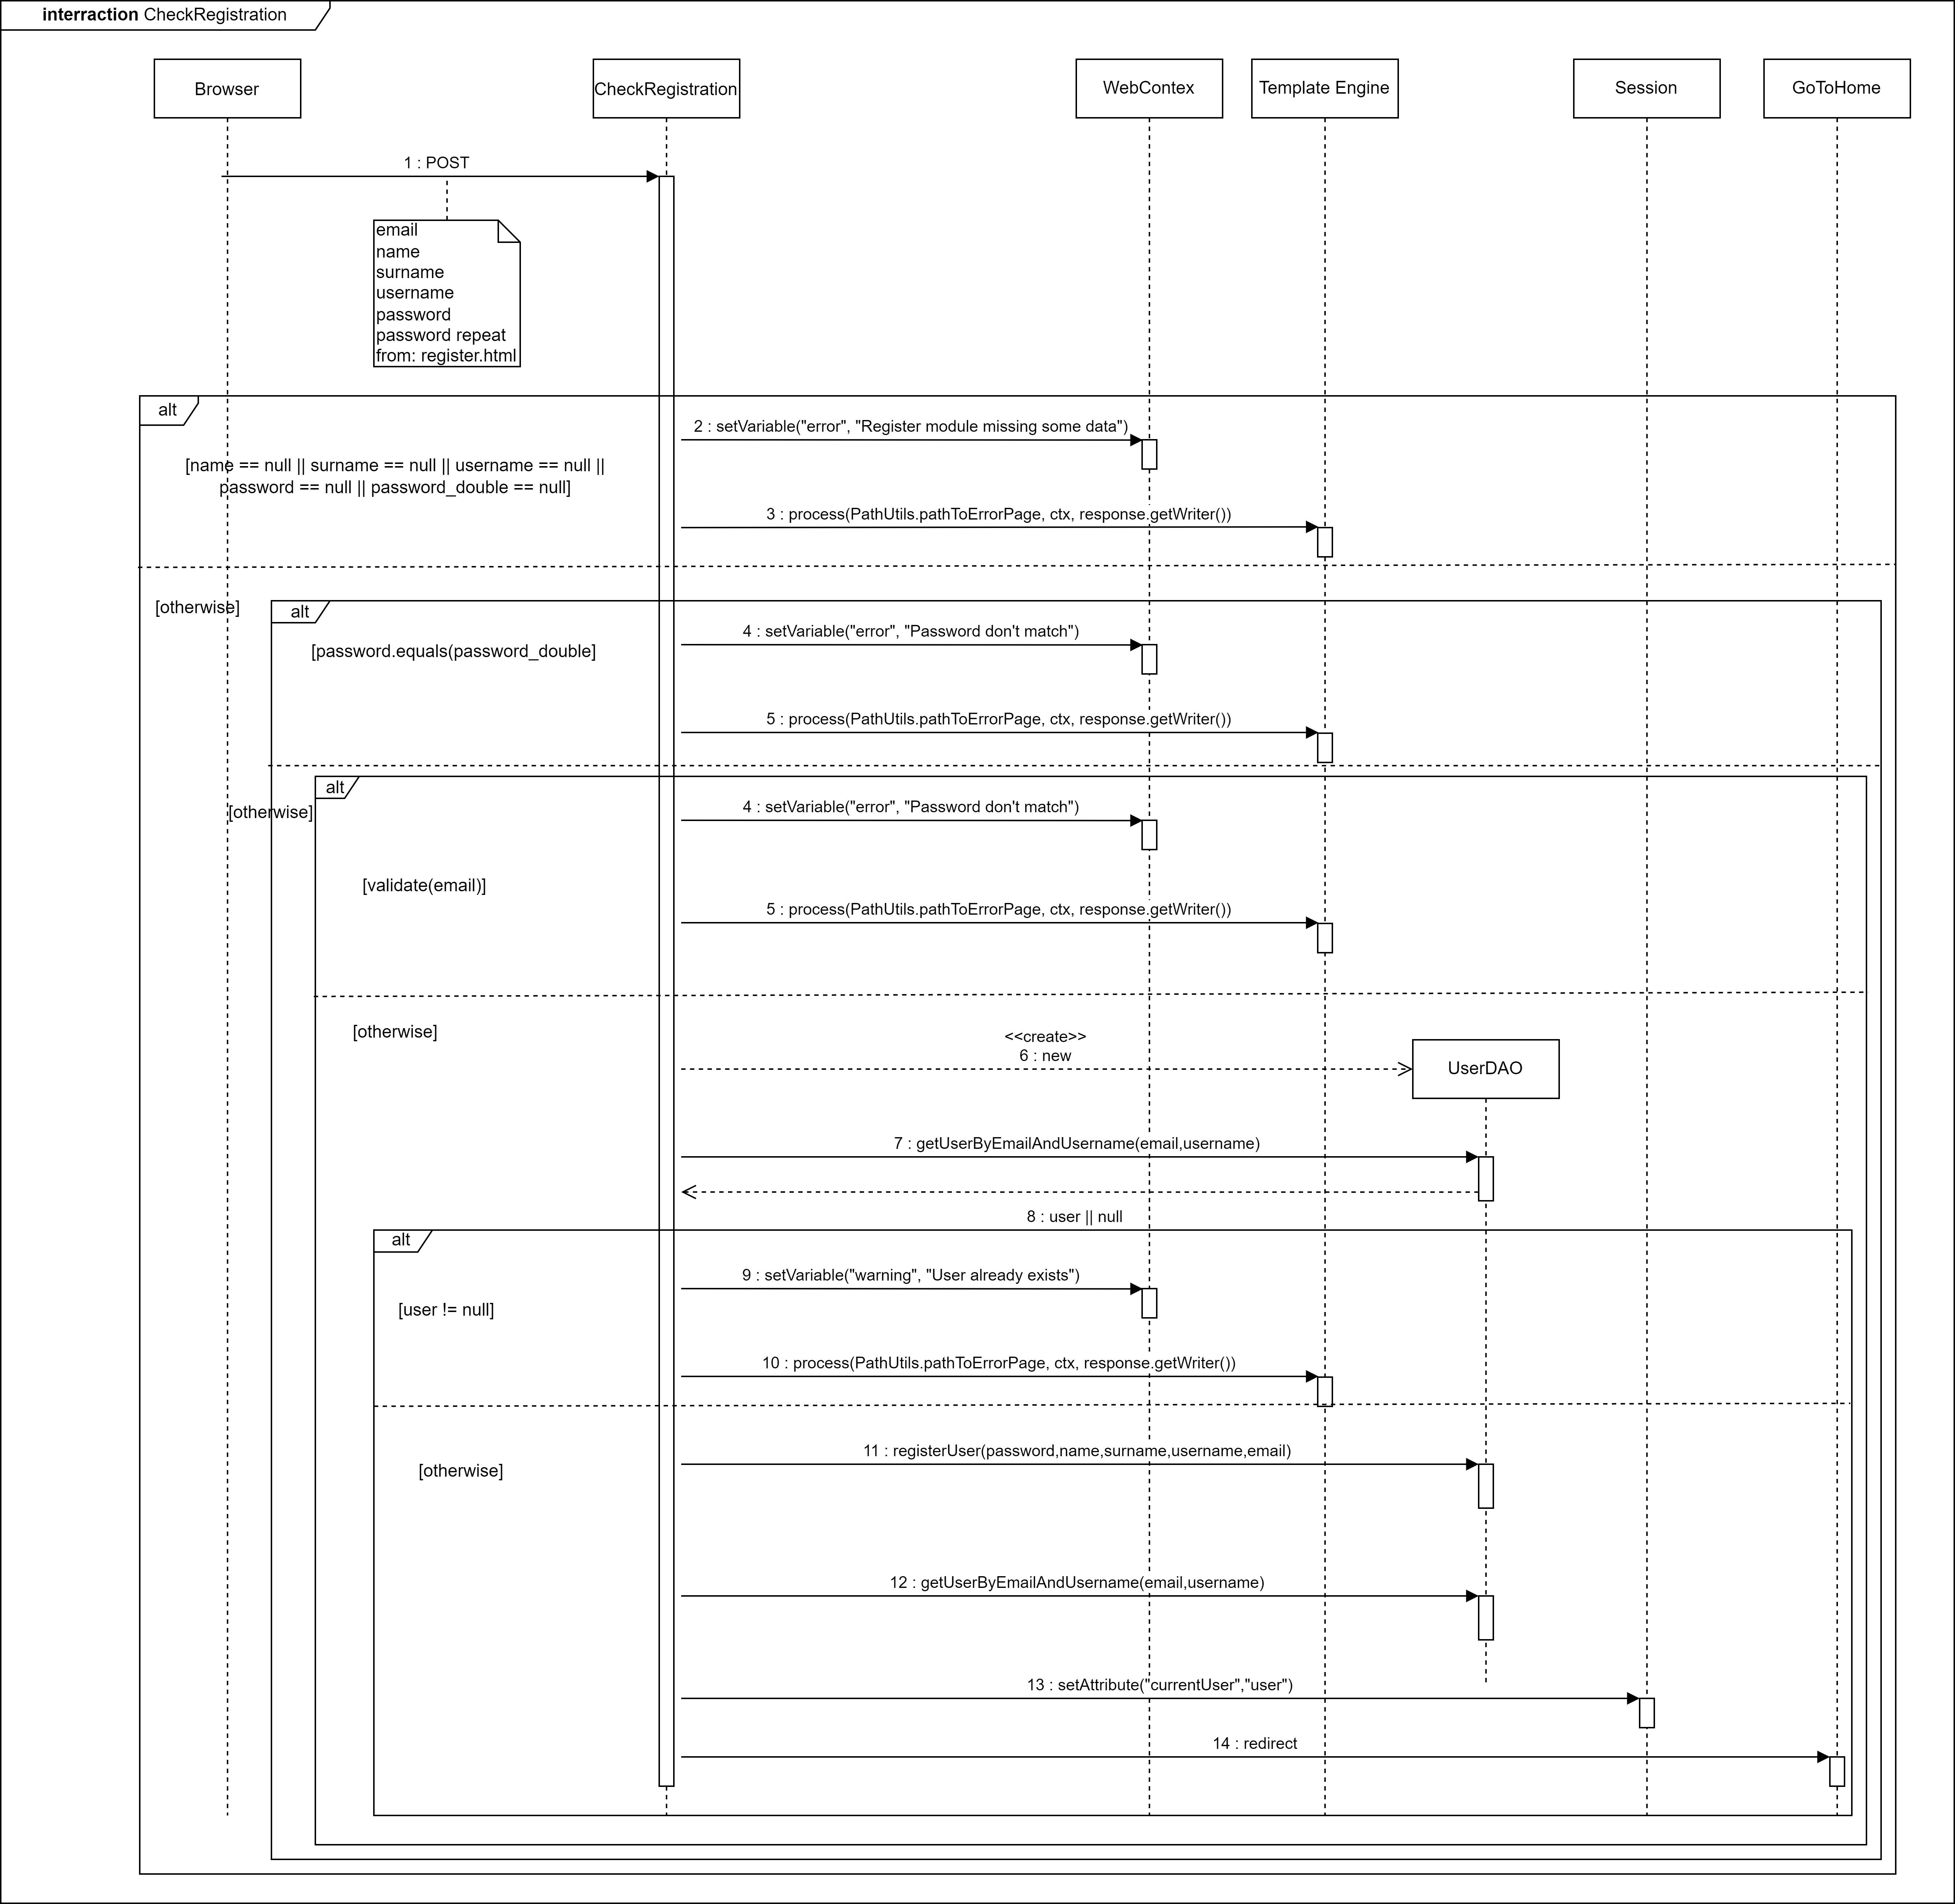 interraction CheckRegistration
Browser
CheckRegistration
WebContex
Template Engine
Session
GoToHome
1 : POST
email
name
surname
username
password
password repeat
from: register.html
alt
2 : setVariable("error", "Register module missing some data")
[name == null || surname == null || username == null ||
password == null || password_double == null]
3 : process(PathUtils.pathToErrorPage, ctx, response.getWriter())
[otherwise]
alt
4 : setVariable("error", "Password don't match")
[password.equals(password_double]
5 : process(PathUtils.pathToErrorPage, ctx, response.getWriter())
alt
[otherwise]
4 : setVariable("error", "Password don't match")
[validate(email)]
5 : process(PathUtils.pathToErrorPage, ctx, response.getWriter())
[otherwise]
<<create>>
6 : new
UserDAO
7 : getUserByEmailAndUsername(email,username)
8 : user || null
alt
9 : setVariable("warning", "User already exists")
[user != null]
10 : process(PathUtils.pathToErrorPage, ctx, response.getWriter())
11 : registerUser(password,name,surname,username,email)
[otherwise]
12 : getUserByEmailAndUsername(email,username)
13 : setAttribute("currentUser","user")
14 : redirect